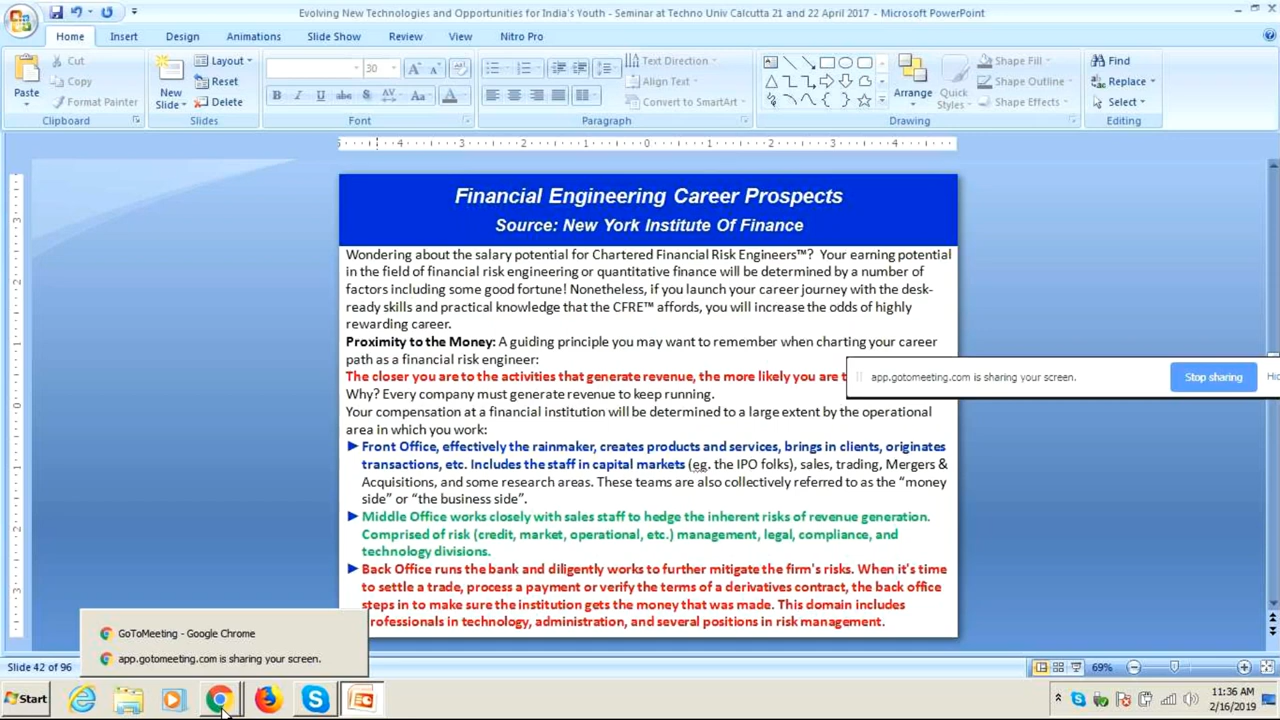 Evolving New Technologies and Opportunities for India's Youth - Seminar at Techno Univ Calcutta 21 and 22 April 2017 - Microsoft PowerPoint
Home Insert Design Animations Slide Show Review View Nitro Pro
Paste
Cut
Copy
Format Painter
Clipboard
New Slide
Layout
Reset
Delete
Slides
30
Font
Text Direction
Align Text
Convert to SmartArt
Paragraph
Arrange
Quick Styles
Shape Fill
Shape Outline
Shape Effects
Drawing
Find
Replace
Select
Editing
Financial Engineering Career Prospects
Source: New York Institute Of Finance
Wondering about the salary potential for Chartered Financial Risk Engineers™? Your earning potential
in the field of financial risk engineering or quantitative finance will be determined by a number of
factors including some good fortune! Nonetheless, if you launch your career journey with the desk-
ready skills and practical knowledge that the CFRE™ affords, you will increase the odds of highly
rewarding career.
Proximity to the Money: A guiding principle you may want to remember when charting your career
path as a financial risk engineer:
The closer you are to the activities that generate revenue, the more likely you are
app.gotomeeting.com is sharing your screen. Stop sharing
Why? Every company must generate revenue to keep running.
Your compensation at a financial institution will be determined to a large extent by the operational
area in which you work:
Front Office, effectively the rainmaker, creates products and services, brings in clients, originates
transactions, etc. Includes the staff in capital markets (eg. the IPO folks), sales, trading, Mergers &
Acquisitions, and some research areas. These teams are also collectively referred to as the “money
side” or “the business side”.
Middle Office works closely with sales staff to hedge the inherent risks of revenue generation.
Comprised of risk (credit, market, operational, etc.) management, legal, compliance, and
technology divisions.
Back Office runs the bank and diligently works to further mitigate the firm's risks. When it's time
to settle a trade, process a payment or verify the terms of a derivatives contract, the back office
steps in to make sure the institution gets the money that was made. This domain includes
professionals in technology, administration, and several positions in risk management.
GoToMeeting - Google Chrome
app.gotomeeting.com is sharing your screen.
Slide 42 of 96
69%
Start
11:36 AM
2/16/2019